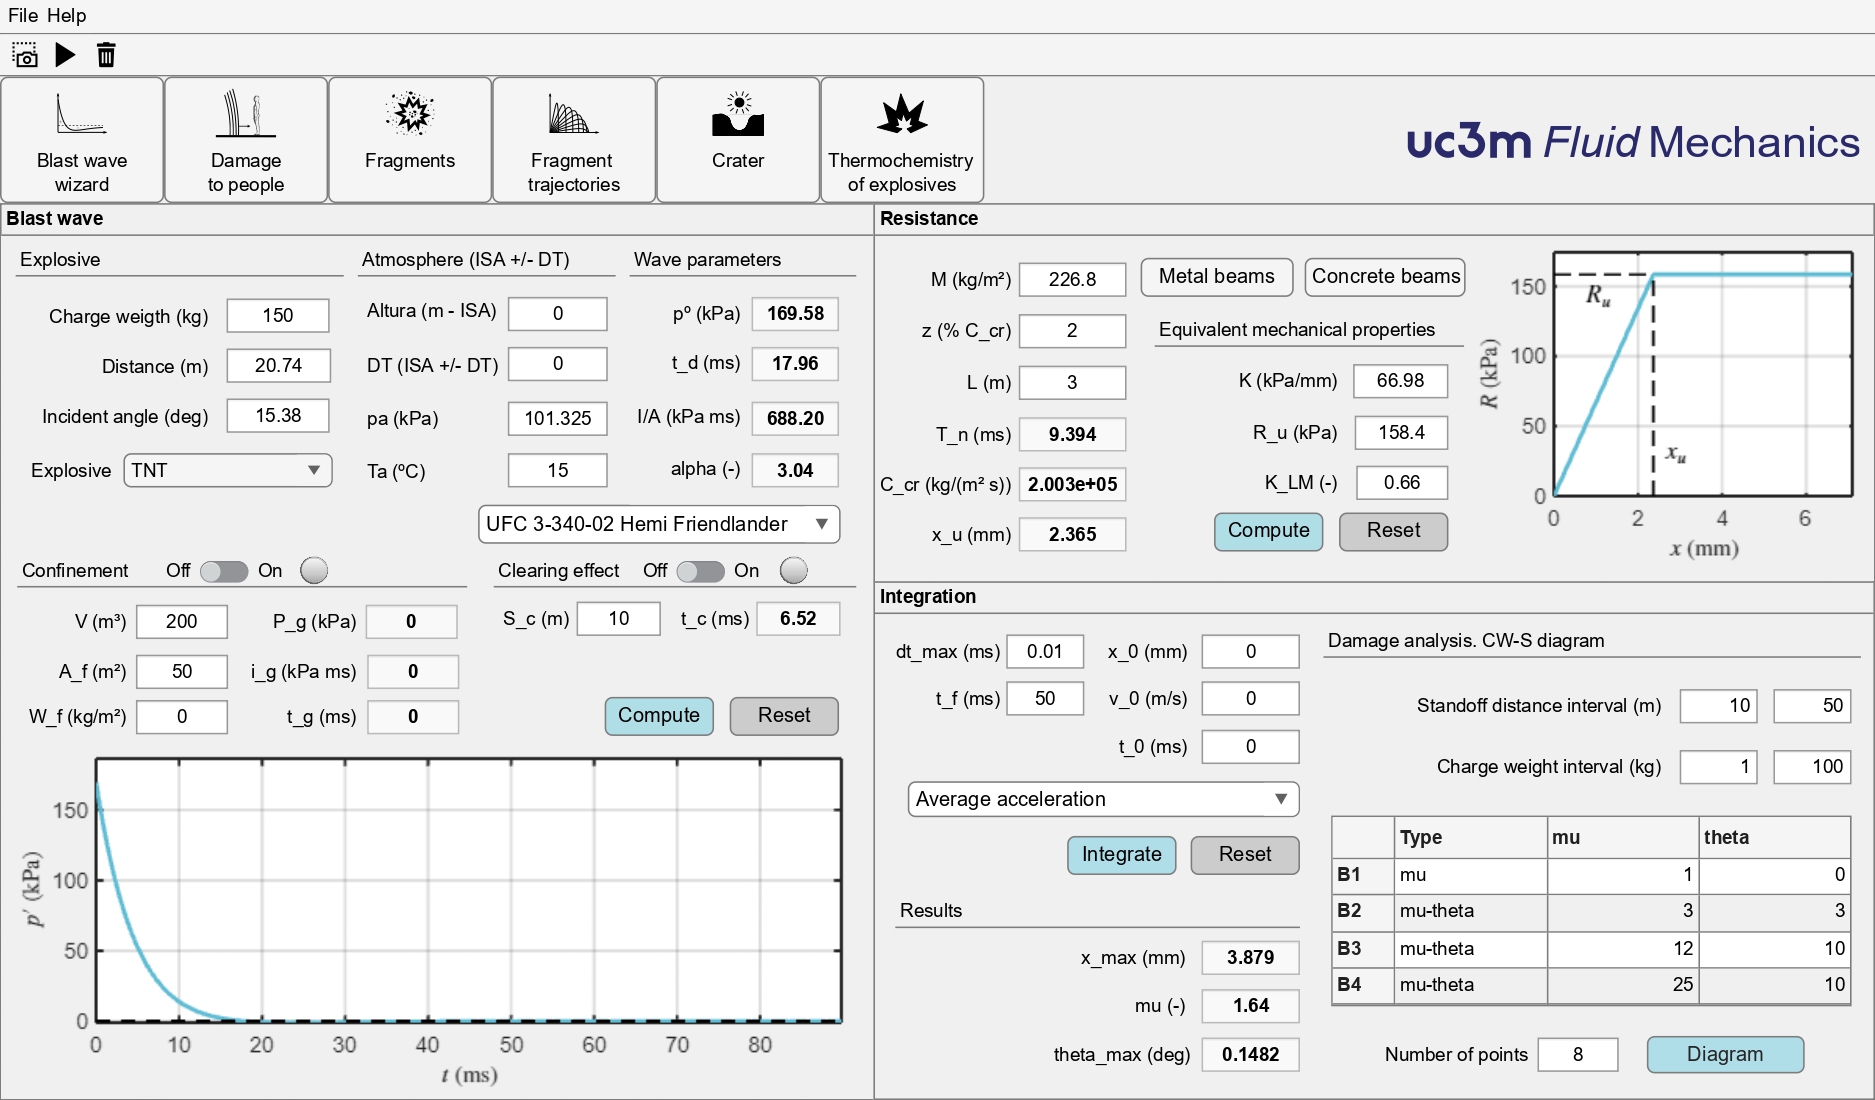 File Help
Blast wave
wizard
Damage
to people
Fragments
Fragment
trajectories
Crater
Thermochemistry
of explosives
uc3m Fluid Mechanics
Blast wave
Explosive
Charge weigth (kg) 150
Distance (m) 20.74
Incident angle (deg) 15.38
Explosive TNT
Atmosphere (ISA +/- DT)
Altura (m - ISA) 0
DT (ISA +/- DT) 0
pa (kPa) 101.325
Ta (ºC) 15
Wave parameters
pº (kPa) 169.58
t_d (ms) 17.96
I/A (kPa ms) 688.20
alpha (-) 3.04
UFC 3-340-02 Hemi Friendlander
Confinement Off On
V (m³) 200 P_g (kPa) 0
A_f (m²) 50 i_g (kPa ms) 0
W_f (kg/m²) 0 t_g (ms) 0
Clearing effect Off On
S_c (m) 10 t_c (ms) 6.52
Compute Reset
150
100
50
0
p' (kPa)
0 10 20 30 40 50 60 70 80
t (ms)
Resistance
M (kg/m²) 226.8
z (% C_cr) 2
L (m) 3
T_n (ms) 9.394
C_cr (kg/(m² s)) 2.003e+05
x_u (mm) 2.365
Metal beams Concrete beams
Equivalent mechanical properties
K (kPa/mm) 66.98
R_u (kPa) 158.4
K_LM (-) 0.66
Compute Reset
150
100
50
0
R (kPa)
R_u
x_u
0 2 4 6
x (mm)
Integration
dt_max (ms) 0.01 x_0 (mm) 0
t_f (ms) 50 v_0 (m/s) 0
t_0 (ms) 0
Average acceleration
Integrate Reset
Results
x_max (mm) 3.879
mu (-) 1.64
theta_max (deg) 0.1482
Damage analysis. CW-S diagram
Standoff distance interval (m) 10 50
Charge weight interval (kg) 1 100
Type mu theta
B1 mu 1 0
B2 mu-theta 3 3
B3 mu-theta 12 10
B4 mu-theta 25 10
Number of points 8 Diagram